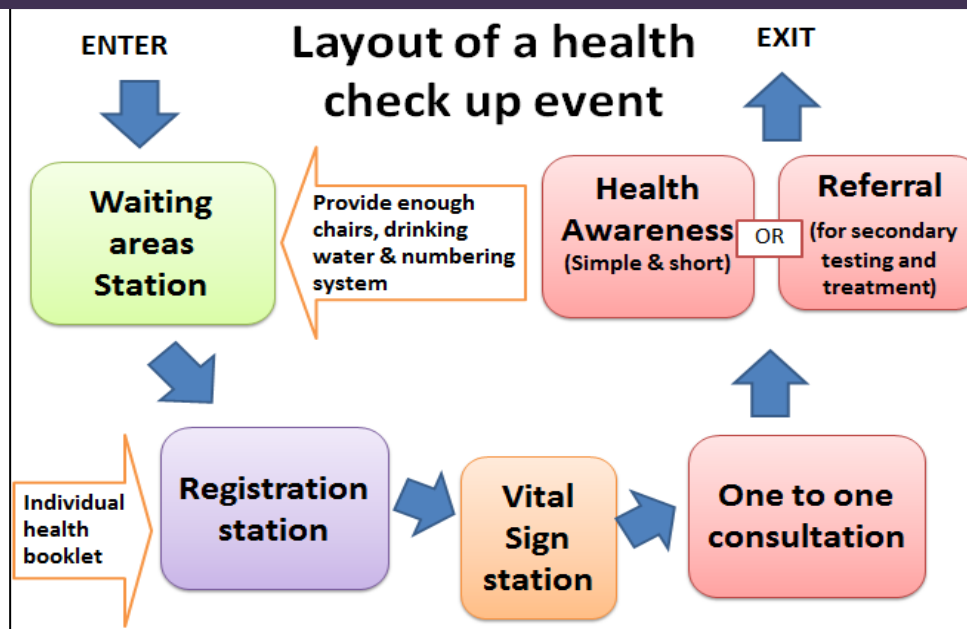 ENTER
Layout of a health
check up event
EXIT
Waiting
areas
Station
Provide enough
chairs, drinking
water & numbering
system
Health
Awareness
(Simple & short)
OR
Referral
(for secondary
testing and
treatment)
Individual
health
booklet
Registration
station
Vital
Sign
station
One to one
consultation